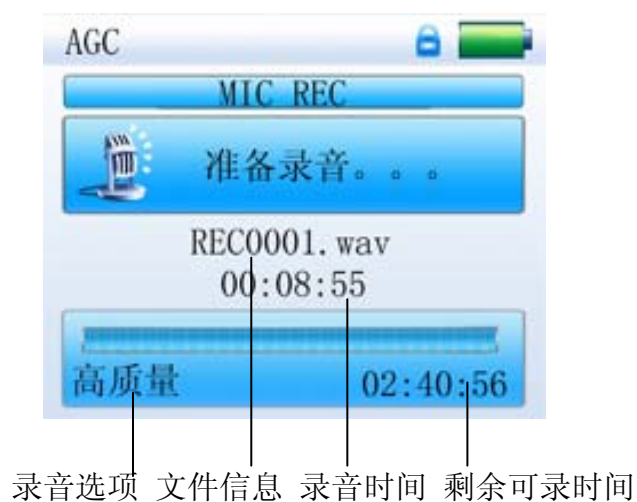 AGC
MIC REC
准备录音。。。
REC0001.wav
00:08:55
高质量 02:40:56
录音选项 文件信息 录音时间 剩余可录时间